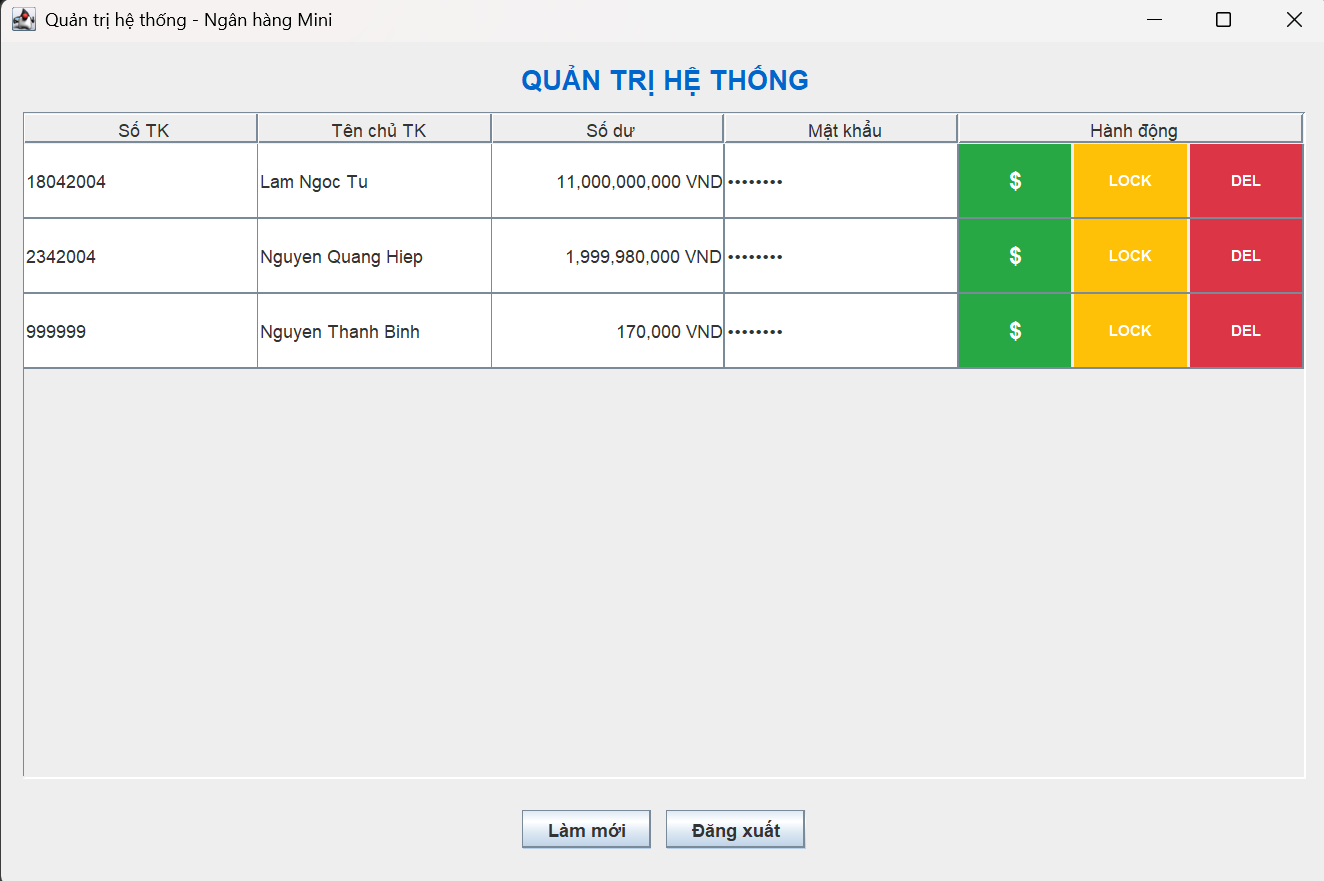 Quản trị hệ thống - Ngân hàng Mini
QUẢN TRỊ HỆ THỐNG
Số TK Tên chủ TK Số dư Mật khẩu Hành động
18042004 Lam Ngoc Tu 11,000,000,000 VND •••••••• $ LOCK DEL
2342004 Nguyen Quang Hiep 1,999,980,000 VND •••••••• $ LOCK DEL
999999 Nguyen Thanh Binh 170,000 VND •••••••• $ LOCK DEL
Làm mới Đăng xuất